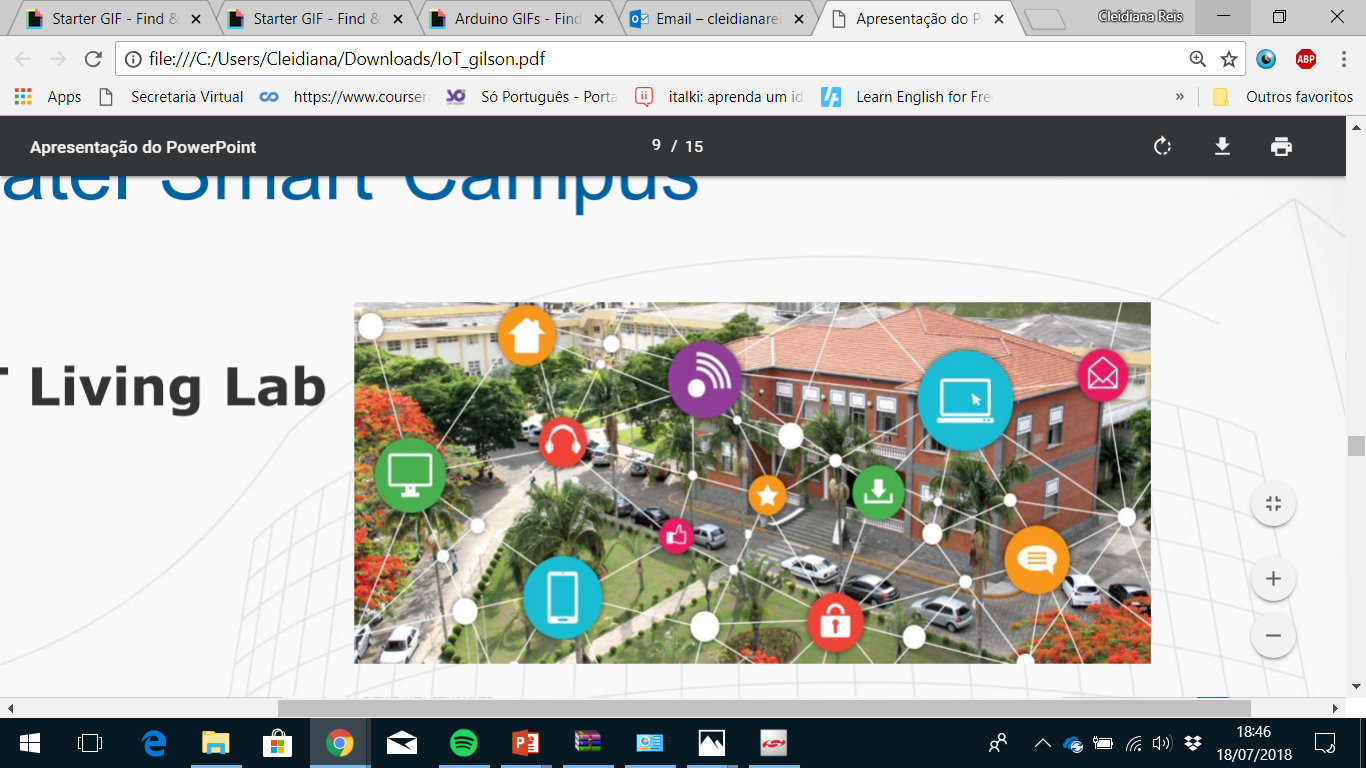 Starter GIF - Find &
Starter GIF - Find &
Arduino GIFs - Find
Email – cleidianarei
Apresentação do P
Cleidiana Reis
file:///C:/Users/Cleidiana/Downloads/IoT_gilson.pdf
ABP
Apps
Secretaria Virtual
https://www.courser
Só Português - Porta
italki: aprenda um id
Learn English for Fre
»
Outros favoritos
Apresentação do PowerPoint
9 / 15
Smart Campus
T Living Lab
18:46
18/07/2018